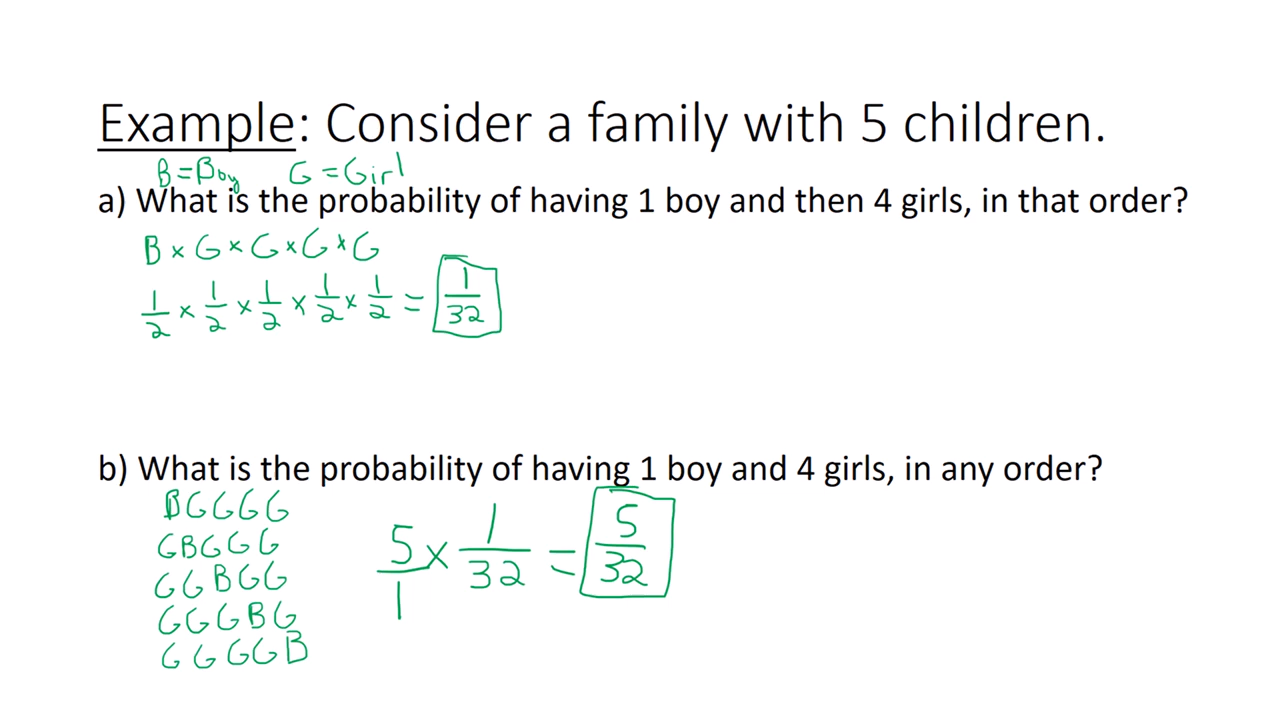 Example: Consider a family with 5 children.
B = Boy G = Girl
a) What is the probability of having 1 boy and then 4 girls, in that order?
B × G × G × G × G
1/2 × 1/2 × 1/2 × 1/2 × 1/2 = 1/32
b) What is the probability of having 1 boy and 4 girls, in any order?
BGGGG
GBGGG
GGBGG
GGGBG
GGGGB
5/1 × 1/32 = 5/32